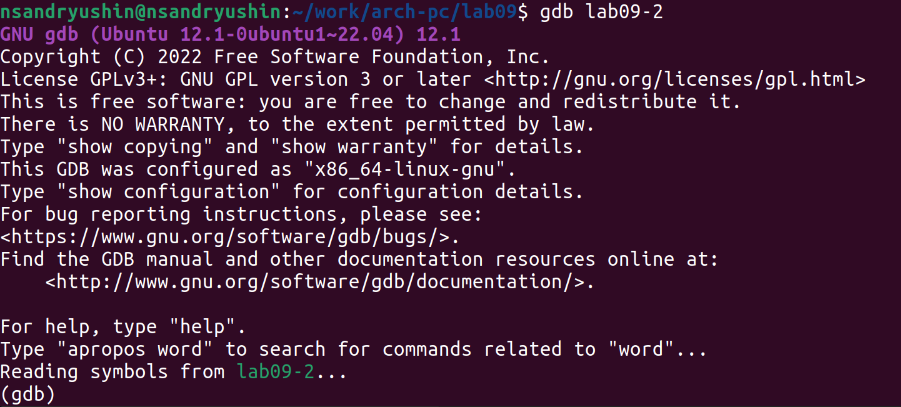 nsandryushin@nsandryushin:~/work/arch-pc/lab09$ gdb lab09-2
GNU gdb (Ubuntu 12.1-0ubuntu1~22.04) 12.1
Copyright (C) 2022 Free Software Foundation, Inc.
License GPLv3+: GNU GPL version 3 or later <http://gnu.org/licenses/gpl.html>
This is free software: you are free to change and redistribute it.
There is NO WARRANTY, to the extent permitted by law.
Type "show copying" and "show warranty" for details.
This GDB was configured as "x86_64-linux-gnu".
Type "show configuration" for configuration details.
For bug reporting instructions, please see:
<https://www.gnu.org/software/gdb/bugs/>.
Find the GDB manual and other documentation resources online at:
    <http://www.gnu.org/software/gdb/documentation/>.

For help, type "help".
Type "apropos word" to search for commands related to "word"...
Reading symbols from lab09-2...
(gdb)